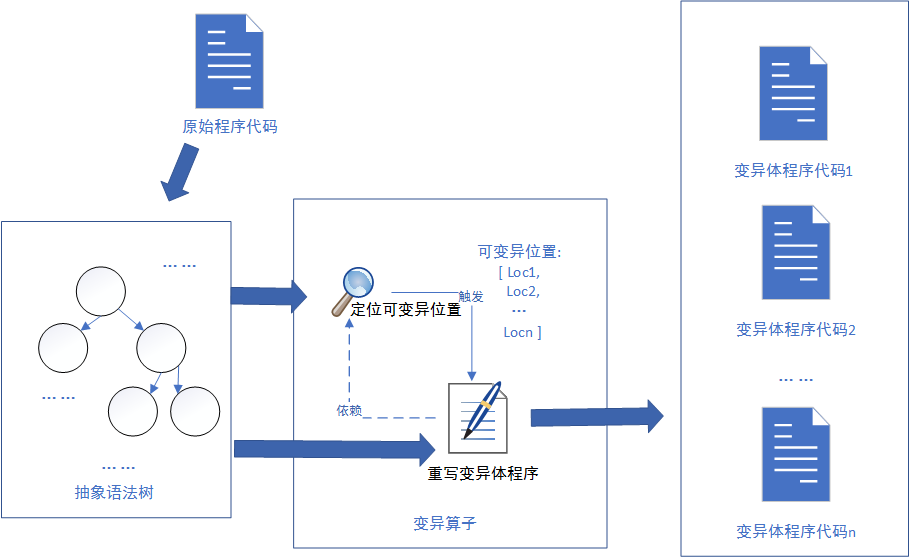 原始程序代码
… …
… …
… …
抽象语法树
可变异位置:
[ Loc1,
Loc2,
…
Locn ]
定位可变异位置
触发
依赖
重写变异体程序
变异算子
变异体程序代码1
变异体程序代码2
… …
变异体程序代码n